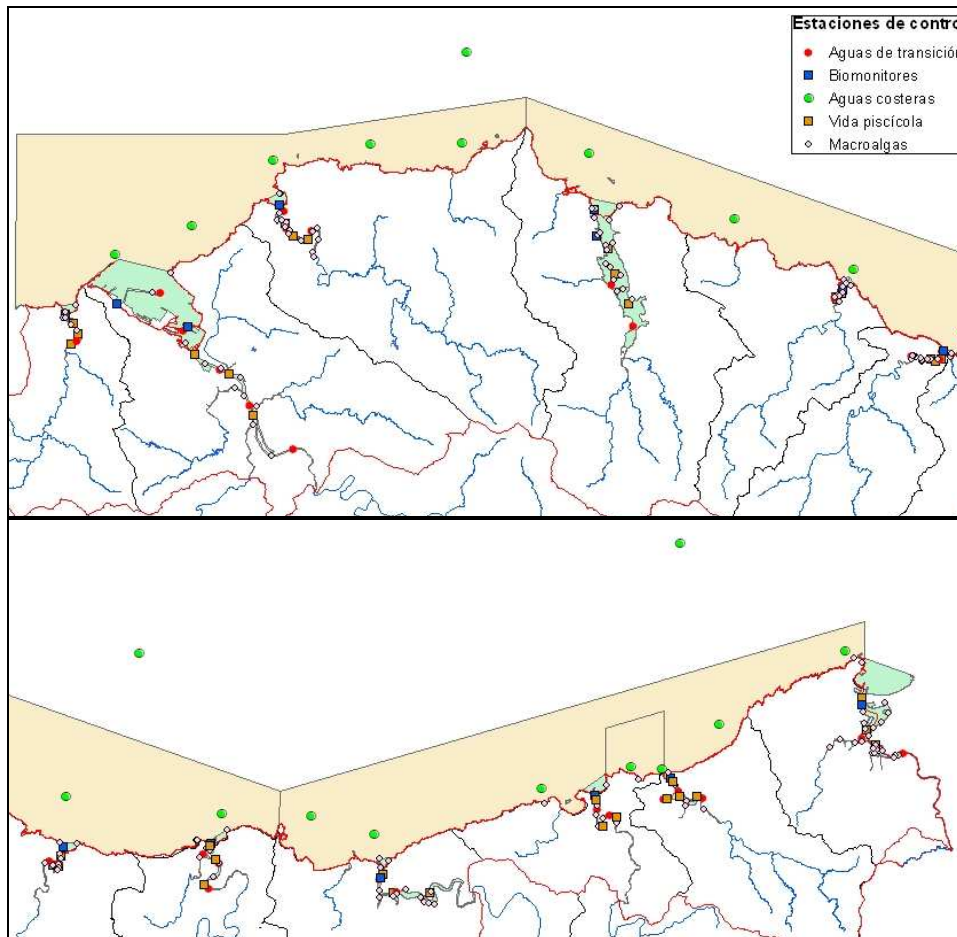 Estaciones de contro
Aguas de transición
Biomonitores
Aguas costeras
Vida piscícola
Macroalgas